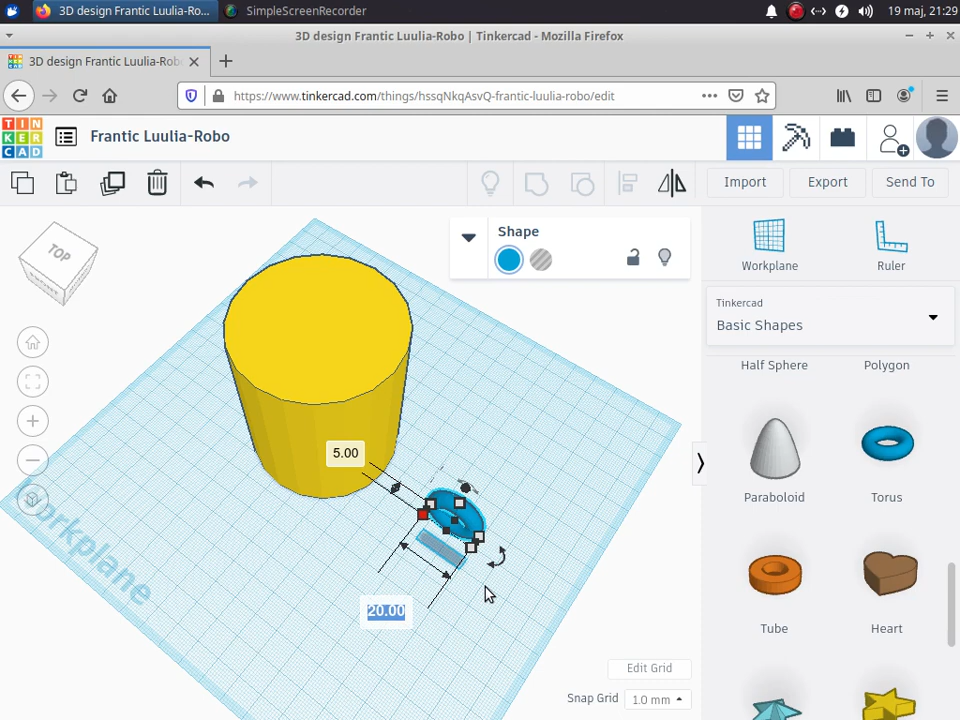 3D design Frantic Luulia-Ro...
SimpleScreenRecorder
19 maj, 21:29
3D design Frantic Luulia-Robo | Tinkercad - Mozilla Firefox
3D design Frantic Luulia-Rob
https://www.tinkercad.com/things/hssqNkqAsvQ-frantic-luulia-robo/edit
TIN
KER
CAD
Frantic Luulia-Robo
Import
Export
Send To
TOP
Shape
Workplane
Ruler
Tinkercad
Basic Shapes
Half Sphere
Polygon
5.00
Paraboloid
Torus
Workplane
20.00
Tube
Heart
Edit Grid
Snap Grid
1.0 mm